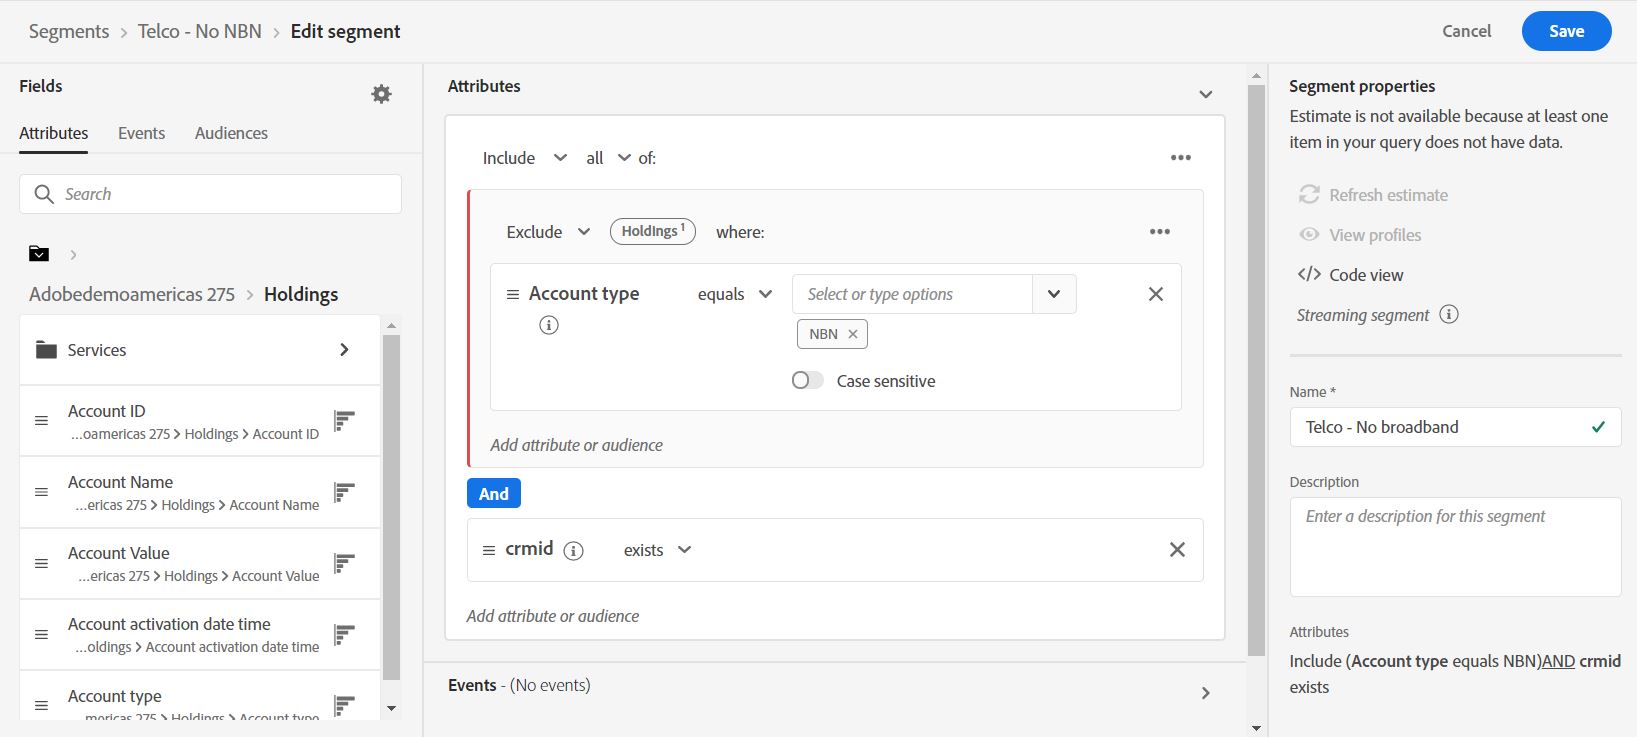 Segments > Telco - No NBN > Edit segment
Cancel
Save
Fields
Attributes Events Audiences
Search
Adobedemoamericas 275 > Holdings
Services
Account ID
...oamericas 275 > Holdings > Account ID
Account Name
...ericas 275 > Holdings > Account Name
Account Value
...ericas 275 > Holdings > Account Value
Account activation date time
...oldings > Account activation date time
Account type
...mericas 275 > Holdings > Account type
Attributes
Include all of:
Exclude Holdings 1 where:
Account type equals Select or type options
NBN
Case sensitive
Add attribute or audience
And
crmid exists
Add attribute or audience
Events - (No events)
Segment properties
Estimate is not available because at least one
item in your query does not have data.
Refresh estimate
View profiles
</> Code view
Streaming segment
Name *
Telco - No broadband
Description
Enter a description for this segment
Attributes
Include (Account type equals NBN)AND crmid
exists